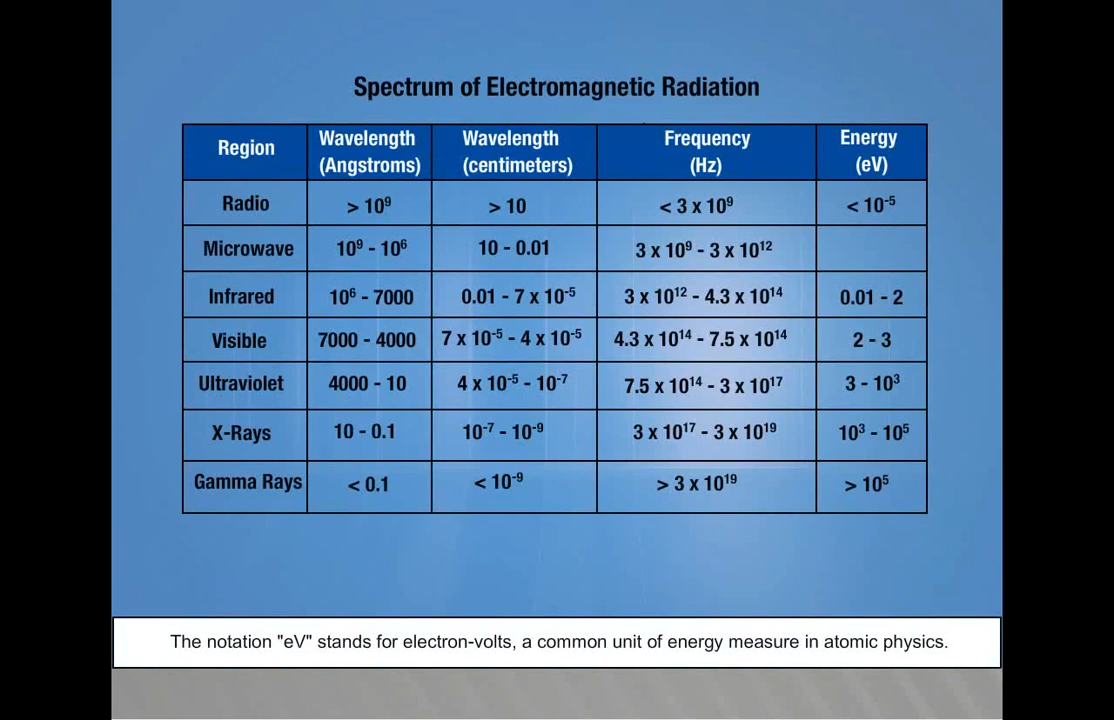 Spectrum of Electromagnetic Radiation
Region Wavelength (Angstroms) Wavelength (centimeters) Frequency (Hz) Energy (eV)
Radio > 10⁹ > 10 < 3 x 10⁹ < 10⁻⁵
Microwave 10⁹ - 10⁶ 10 - 0.01 3 x 10⁹ - 3 x 10¹²
Infrared 10⁶ - 7000 0.01 - 7 x 10⁻⁵ 3 x 10¹² - 4.3 x 10¹⁴ 0.01 - 2
Visible 7000 - 4000 7 x 10⁻⁵ - 4 x 10⁻⁵ 4.3 x 10¹⁴ - 7.5 x 10¹⁴ 2 - 3
Ultraviolet 4000 - 10 4 x 10⁻⁵ - 10⁻⁷ 7.5 x 10¹⁴ - 3 x 10¹⁷ 3 - 10³
X-Rays 10 - 0.1 10⁻⁷ - 10⁻⁹ 3 x 10¹⁷ - 3 x 10¹⁹ 10³ - 10⁵
Gamma Rays < 0.1 < 10⁻⁹ > 3 x 10¹⁹ > 10⁵
The notation "eV" stands for electron-volts, a common unit of energy measure in atomic physics.